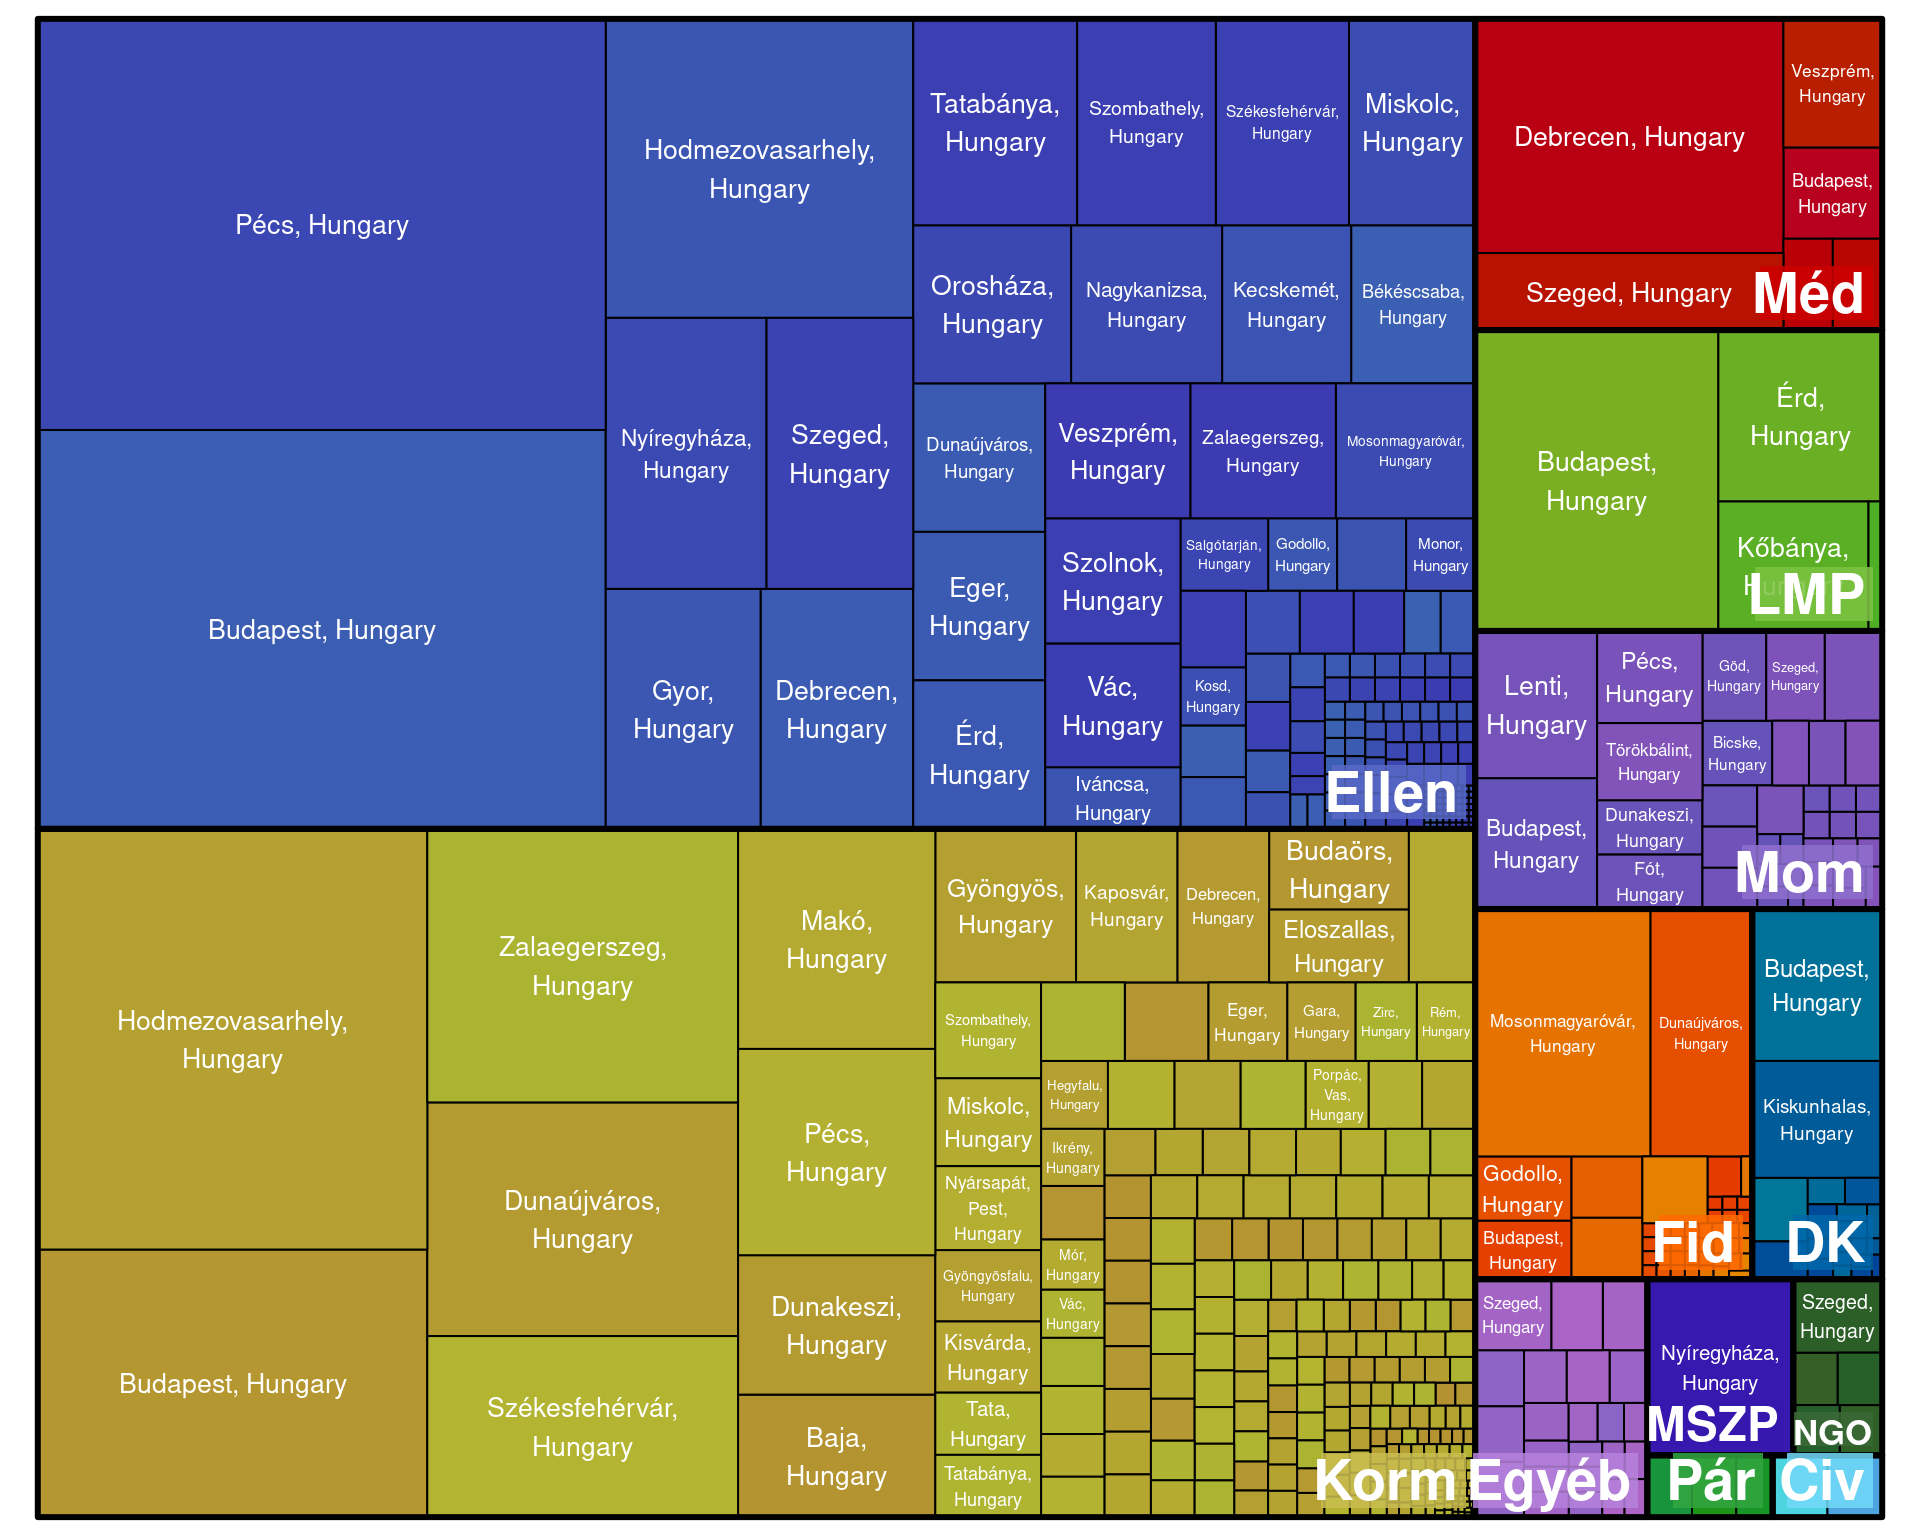 Pécs, Hungary
Budapest, Hungary
Hodmezovasarhely,
Hungary
Nyíregyháza,
Hungary
Szeged,
Hungary
Gyor,
Hungary
Debrecen,
Hungary
Tatabánya,
Hungary
Szombathely,
Hungary
Székesfehérvár,
Hungary
Miskolc,
Hungary
Orosháza,
Hungary
Nagykanizsa,
Hungary
Kecskemét,
Hungary
Békéscsaba,
Hungary
Dunaújváros,
Hungary
Veszprém,
Hungary
Zalaegerszeg,
Hungary
Mosonmagyaróvár,
Hungary
Eger,
Hungary
Érd,
Hungary
Szolnok,
Hungary
Vác,
Hungary
Iváncsa,
Hungary
Salgótarján,
Hungary
Godollo,
Hungary
Monor,
Hungary
Kosd,
Hungary
Ellen
Hodmezovasarhely,
Hungary
Budapest, Hungary
Zalaegerszeg,
Hungary
Dunaújváros,
Hungary
Székesfehérvár,
Hungary
Makó,
Hungary
Pécs,
Hungary
Dunakeszi,
Hungary
Baja,
Hungary
Gyöngyös,
Hungary
Kaposvár,
Hungary
Debrecen,
Hungary
Budaörs,
Hungary
Eloszallas,
Hungary
Szombathely,
Hungary
Eger,
Hungary
Gara,
Hungary
Zirc,
Hungary
Rém,
Hungary
Miskolc,
Hungary
Hegyfalu,
Hungary
Porpác,
Vas,
Hungary
Ikrény,
Hungary
Nyársapát,
Pest,
Hungary
Mór,
Hungary
Gyöngyösfalu,
Hungary
Vác,
Hungary
Kisvárda,
Hungary
Tata,
Hungary
Tatabánya,
Hungary
Korm
Debrecen, Hungary
Szeged, Hungary
Veszprém,
Hungary
Budapest,
Hungary
Méd
Budapest,
Hungary
Érd,
Hungary
Kőbánya,
LMP
Lenti,
Hungary
Budapest,
Hungary
Pécs,
Hungary
Törökbálint,
Hungary
Dunakeszi,
Hungary
Fót,
Hungary
Göd,
Hungary
Szeged,
Hungary
Bicske,
Hungary
Mom
Mosonmagyaróvár,
Hungary
Dunaújváros,
Hungary
Godollo,
Hungary
Budapest,
Hungary
Fid
Budapest,
Hungary
Kiskunhalas,
Hungary
DK
Szeged,
Hungary
Egyéb
Nyíregyháza,
Hungary
MSZP
Szeged,
Hungary
NGO
Pár
Civ